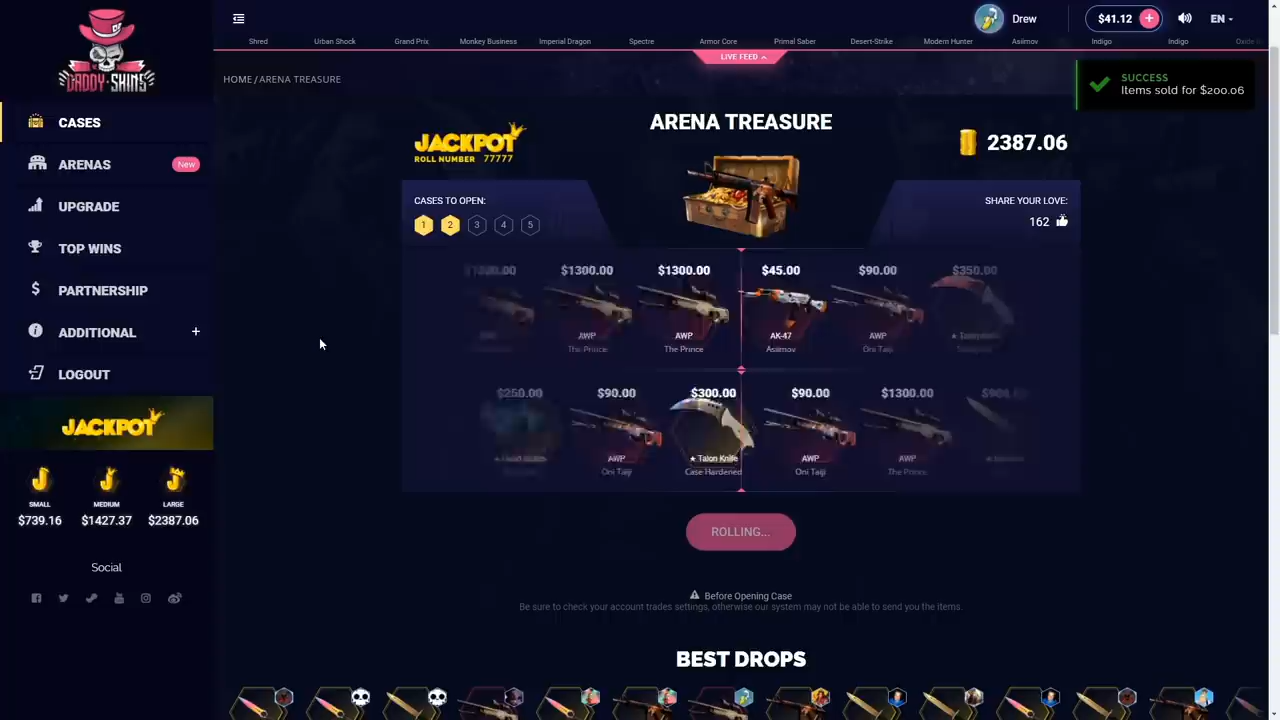 Drew
$41.12
EN
Shred
Urban Shock
Grand Prix
Monkey Business
Imperial Dragon
Spectre
Armor Core
Primal Saber
Desert-Strike
Modern Hunter
Asiimov
Indigo
Indigo
LIVE FEED
DADDY-SKINS
HOME / ARENA TREASURE
SUCCESS
Items sold for $200.06
CASES
ARENAS
New
UPGRADE
TOP WINS
PARTNERSHIP
ADDITIONAL +
LOGOUT
JACKPOT
SMALL
$739.16
MEDIUM
$1427.37
LARGE
$2387.06
Social
JACKPOT
ROLL NUMBER 77777
ARENA TREASURE
2387.06
CASES TO OPEN:
1 2 3 4 5
SHARE YOUR LOVE:
162
$1300.00
$1300.00
$45.00
$90.00
$350.00
AWP
The Prince
AWP
The Prince
AK-47
Asiimov
AWP
Oni Taiji
$250.00
$90.00
$300.00
$90.00
$1300.00
AWP
Oni Taiji
★ Talon Knife
Case Hardened
AWP
Oni Taiji
AWP
The Prince
ROLLING...
Before Opening Case
Be sure to check your account trades settings, otherwise our system may not be able to send you the items.
BEST DROPS